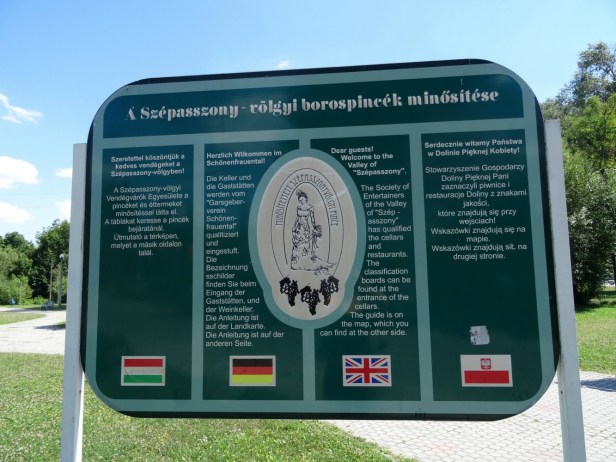 A Szépasszony - völgyi borospincék minősítése
Szeretettel köszöntjük a
kedves vendégeket a
Szépasszony-völgyben!
A Szépasszony-völgyi
Vendégvárók Egyesülete a
pincéket és éttermeket
minősítéssel látta el.
A táblákat keresse a pincék
bejáratánál.
Útmutató a térképen,
melyet a másik oldalon
talál.
Herzlich Willkommen im
Schönenfrauental!
Die Keller und
die Gaststätten
werden vom
"Garageber-
verein
Schönen-
frauental"
qualifiziert
und
eingestuft.
Die
Bezeichnung
sschilder
finden Sie beim
Eingang der
Gaststätten, und
der Weinkeller.
Die Anleitung ist
auf der Landkarte.
Die Anleitung ist auf der
anderen Seite.
Dear guests!
Welcome to the
Valley of
"Szépasszony".
The Society of
Entertainers
of the Valley
of "Szép -
asszony"
has qualified
the cellars
and
restaurants.
The
classification
boards can be
found at the
entrance of the
cellars.
The guide is on
the map, which you
can find at the other side.
Serdecznie witamy Państwa
w Dolinie Pięknej Kobiety!
Stowarzyszenie Gospodarzy
Doliny Pięknej Pani
zaznaczyli piwnice i
restauracje Doliny z znakami
jakości,
które znajdują się przy
wejściach!
Wskazówki znajdują się na
mapie.
Wskazówki znajdują sił. na
drugiej stronie.